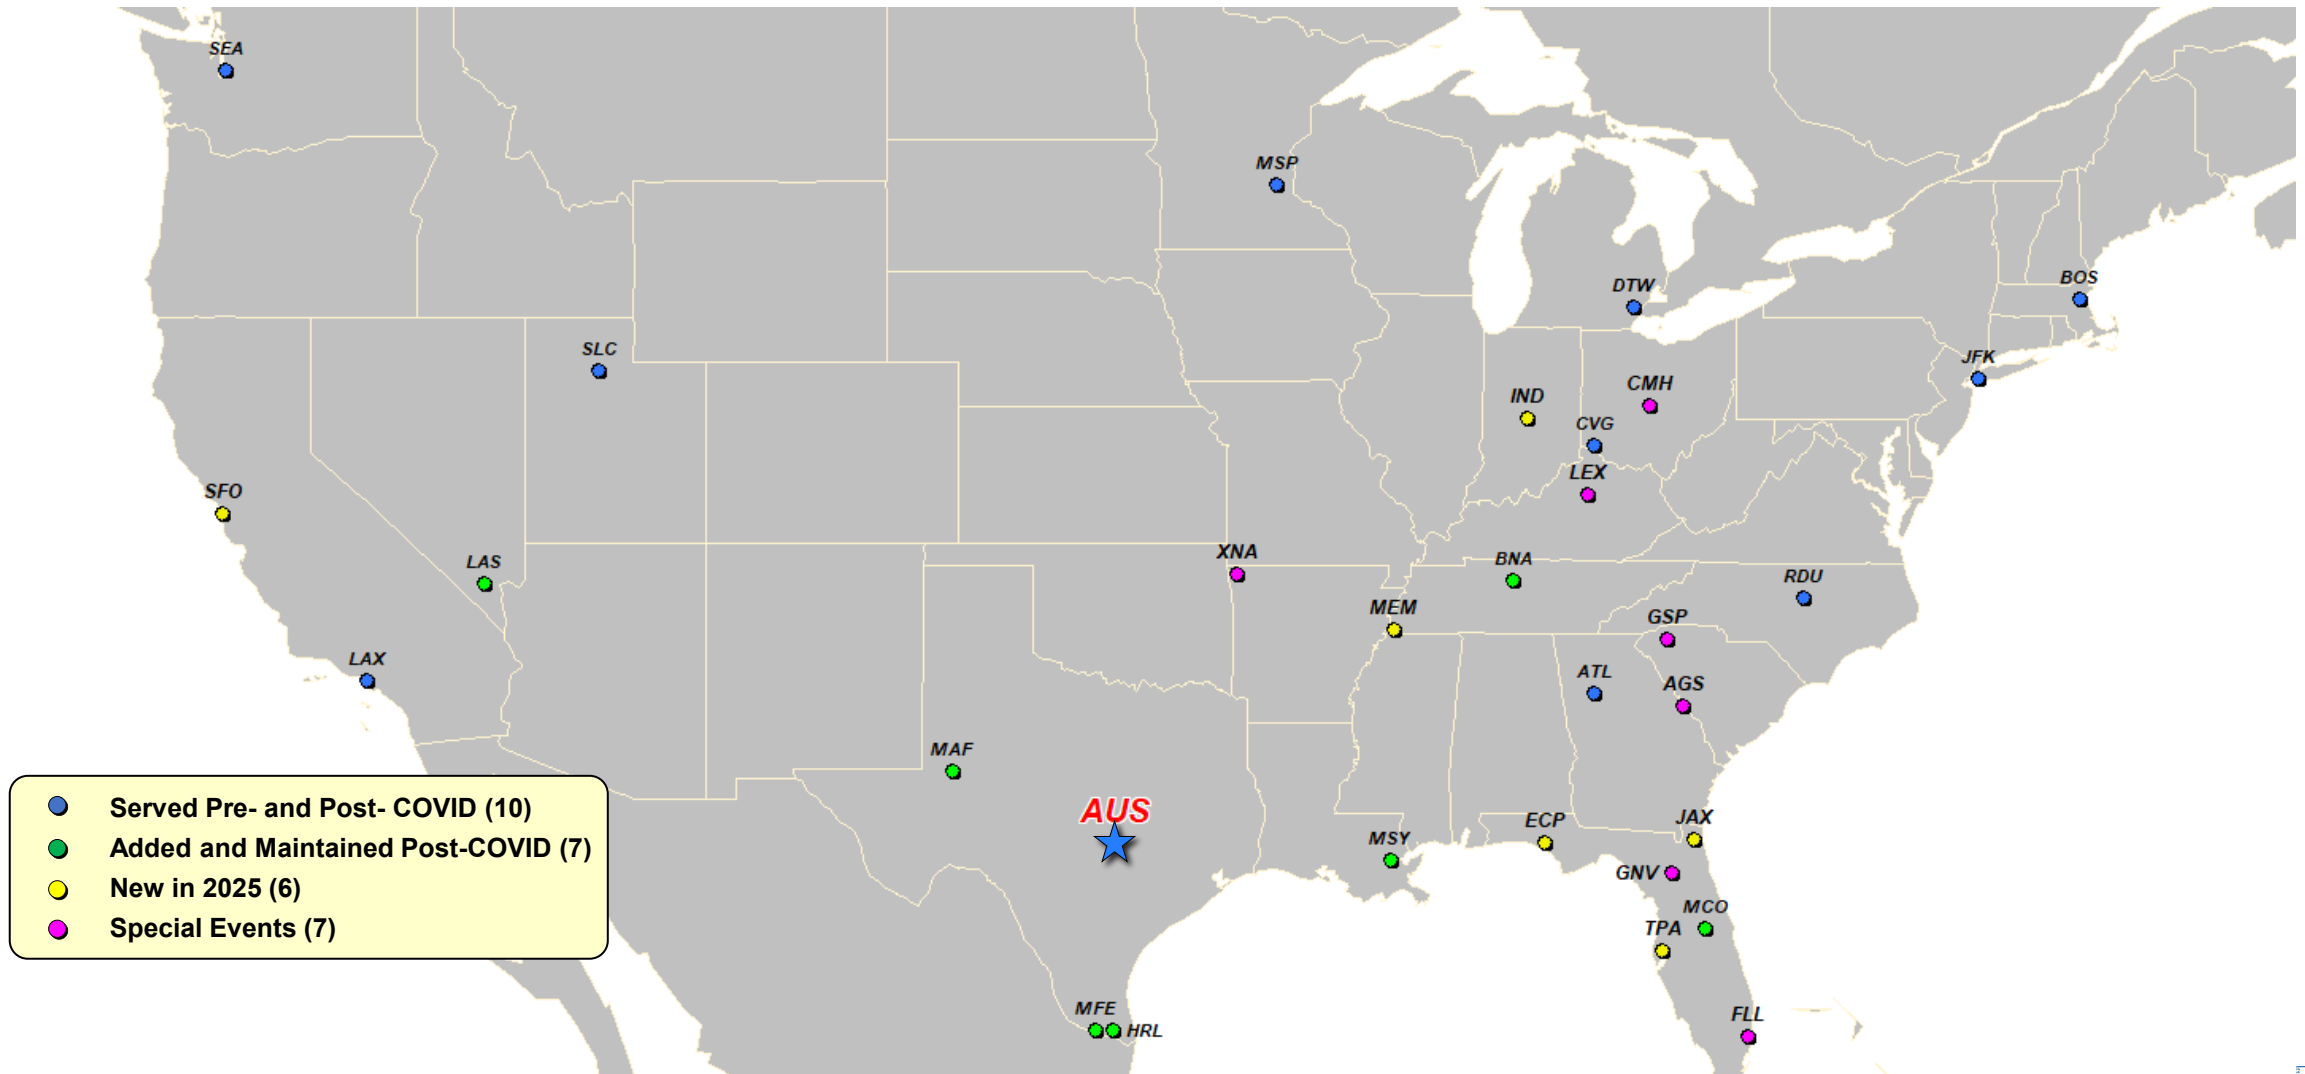 SEA
MSP
DTW
BOS
SLC
JFK
CMH
IND
CVG
LEX
SFO
XNA
LAS
BNA
RDU
MEM
GSP
LAX
ATL
AGS
MAF
AUS
ECP
JAX
MSY
GNV
MCO
TPA
MFE
HRL
FLL
Served Pre- and Post- COVID (10)
Added and Maintained Post-COVID (7)
New in 2025 (6)
Special Events (7)